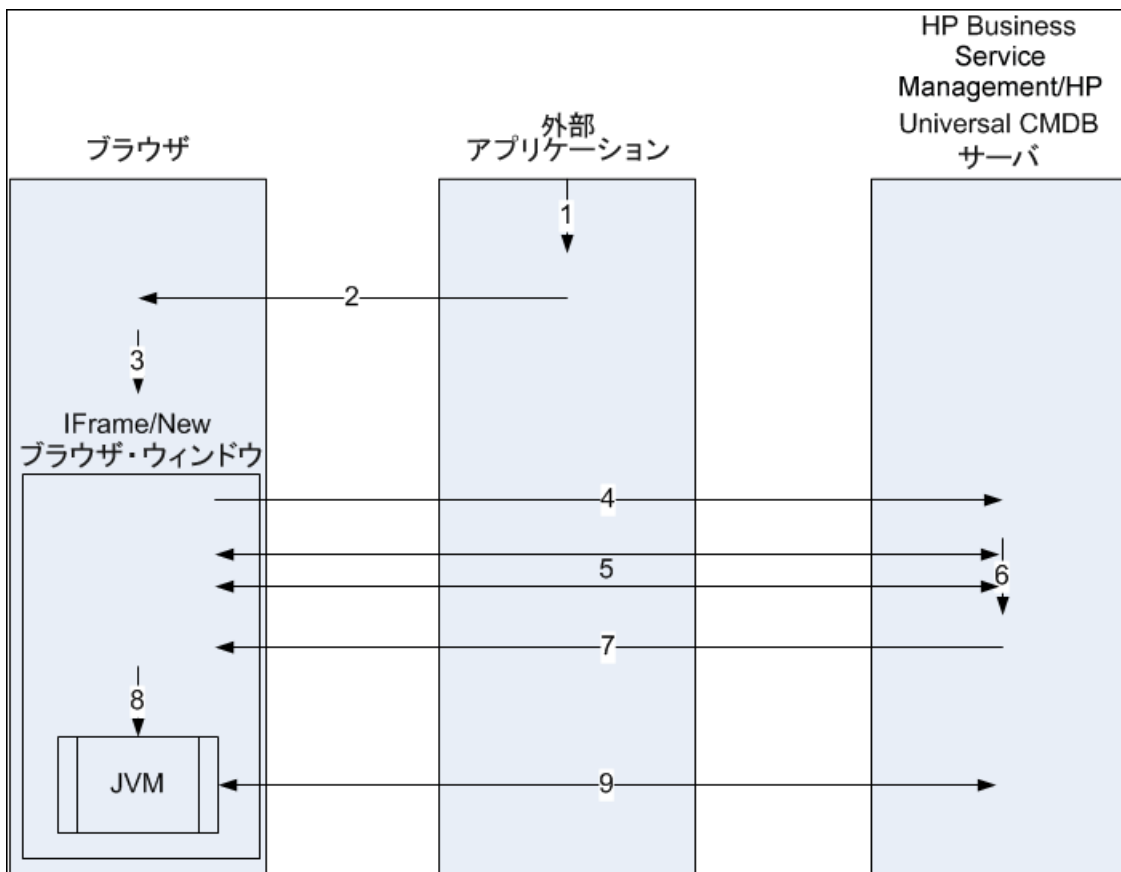 HP Business
Service
Management/HP
Universal CMDB
サーバ
ブラウザ
外部
アプリケーション
1
2
3
IFrame/New
ブラウザ・ウィンドウ
4
5
6
7
8
JVM
9